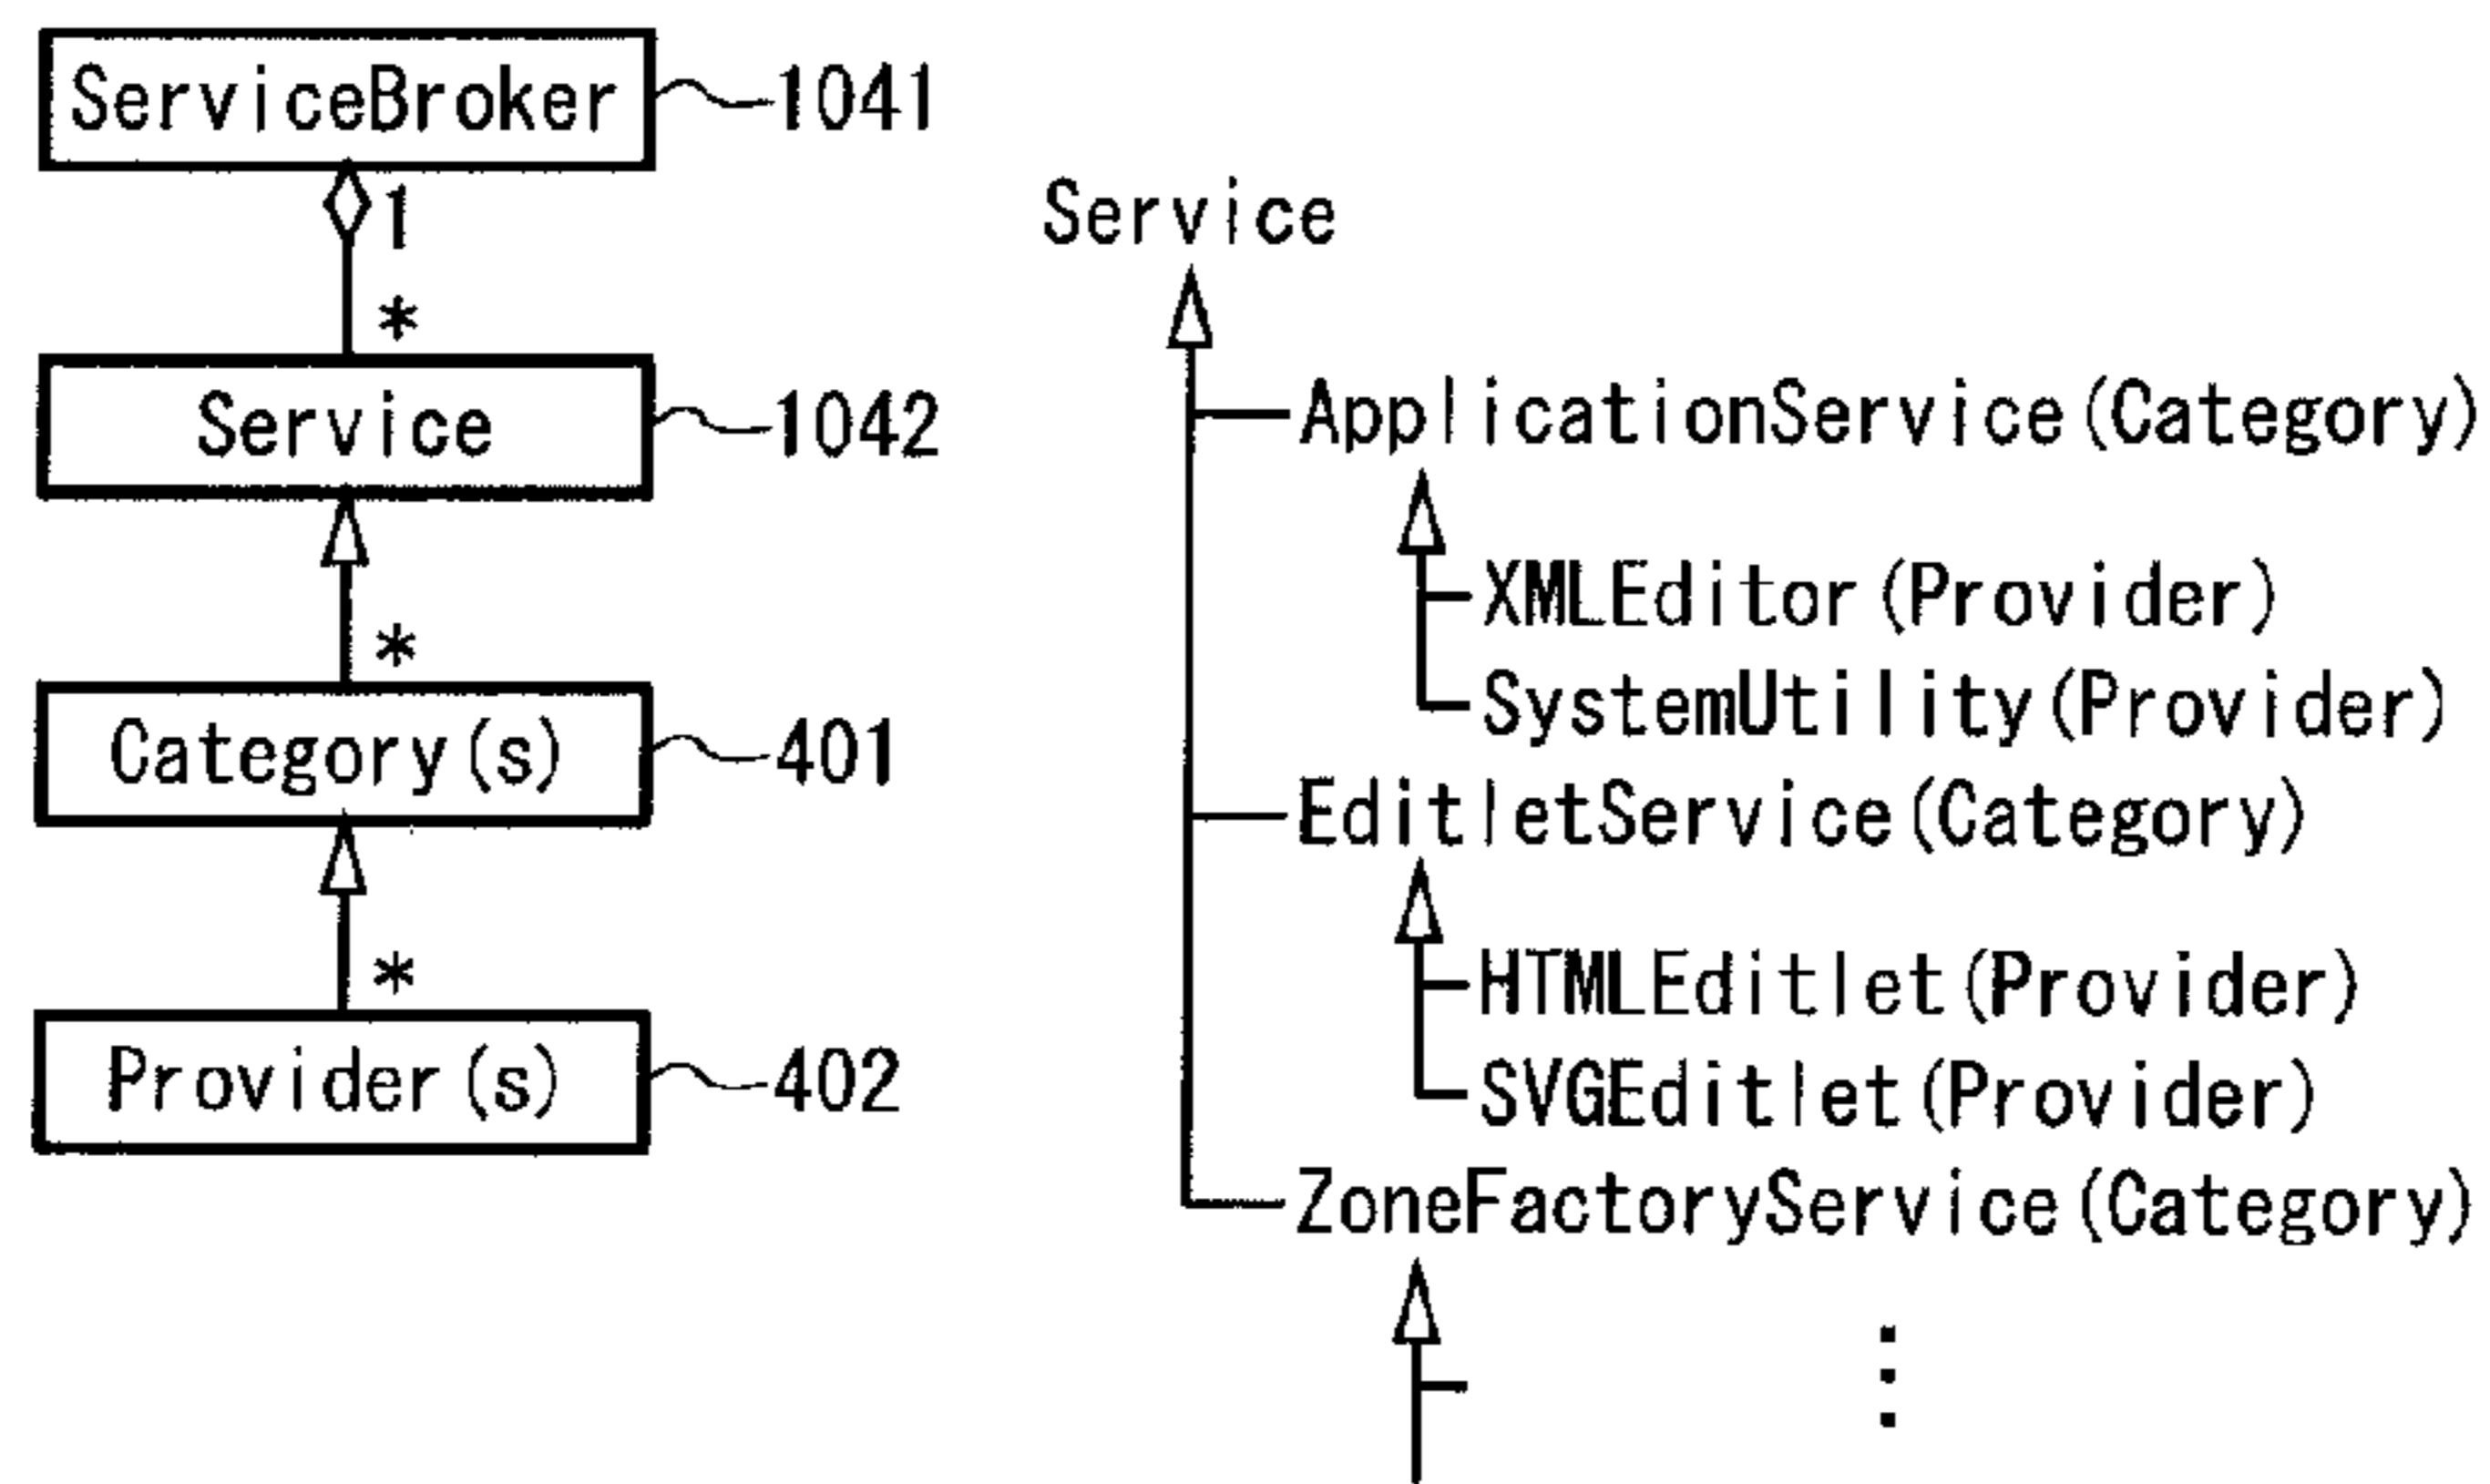 ServiceBroker 1041
1
*
Service 1042
*
Category(s) 401
*
Provider(s) 402
Service
ApplicationService(Category)
XMLEditor(Provider)
SystemUtility(Provider)
EditletService(Category)
HTMLEditlet(Provider)
SVGEditlet(Provider)
ZoneFactoryService(Category)